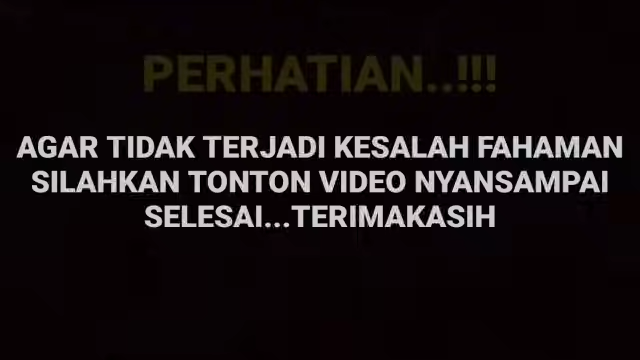 PERHATIAN..!!!
AGAR TIDAK TERJADI KESALAH FAHAMAN
SILAHKAN TONTON VIDEO NYANSAMPAI
SELESAI...TERIMAKASIH